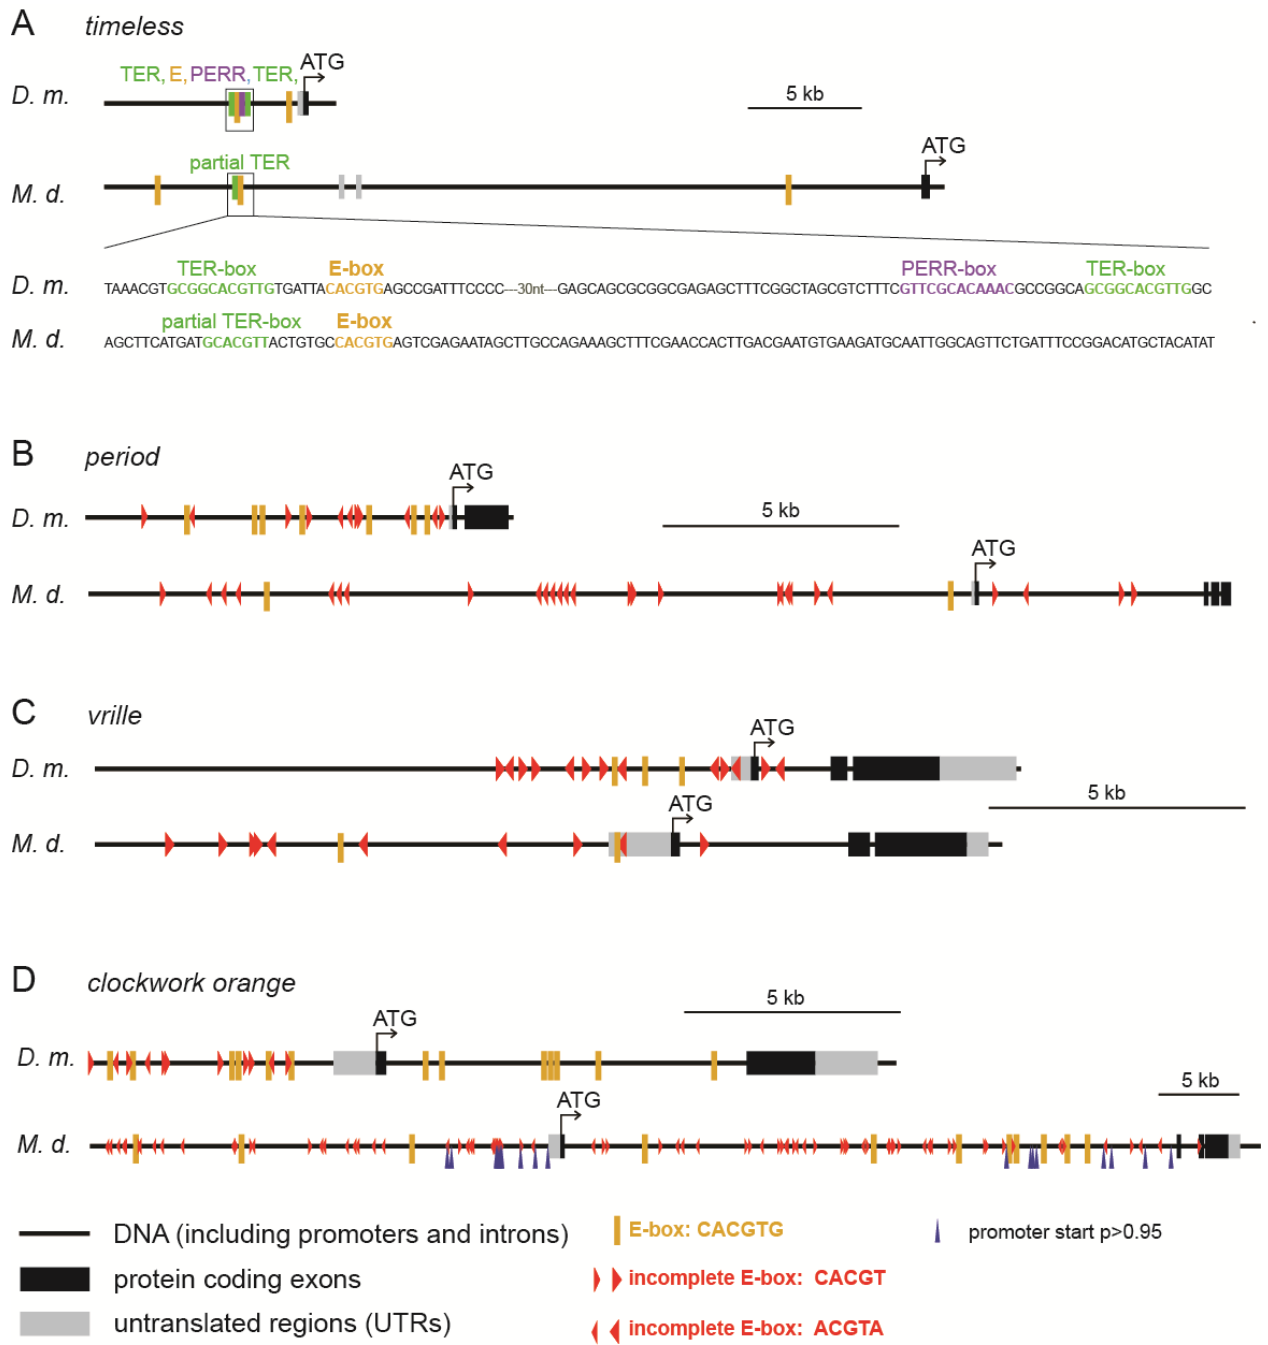 A timeless
TER, E, PERR, TER, ATG
D. m.
5 kb
partial TER
ATG
M. d.
TER-box E-box PERR-box TER-box
D. m. TAAACGTGCGGCACGTTGTGATTACACGTGAGCCGATTTCCCC---30nt---GAGCAGCGCGGCGAGAGCTTTCGGCTAGCGTCTTTCGTTCGCACAAACGCCGGCAGCGGCACGTTGGC
partial TER-box E-box
M. d. AGCTTCATGATGCACGTTACTGTGCCACGTGAGTCGAGAATAGCTTGCCAGAAAGCTTTCGAACCACTTGACGAATGTGAAGATGCAATTGGCAGTTCTGATTTCCGGACATGCTACATAT
B period
ATG
D. m.
5 kb
ATG
M. d.
C vrille
ATG
D. m.
5 kb
ATG
M. d.
D clockwork orange
5 kb
ATG
D. m.
5 kb
ATG
M. d.
DNA (including promoters and introns)
protein coding exons
untranslated regions (UTRs)
E-box: CACGTG
incomplete E-box: CACGT
incomplete E-box: ACGTA
promoter start p>0.95